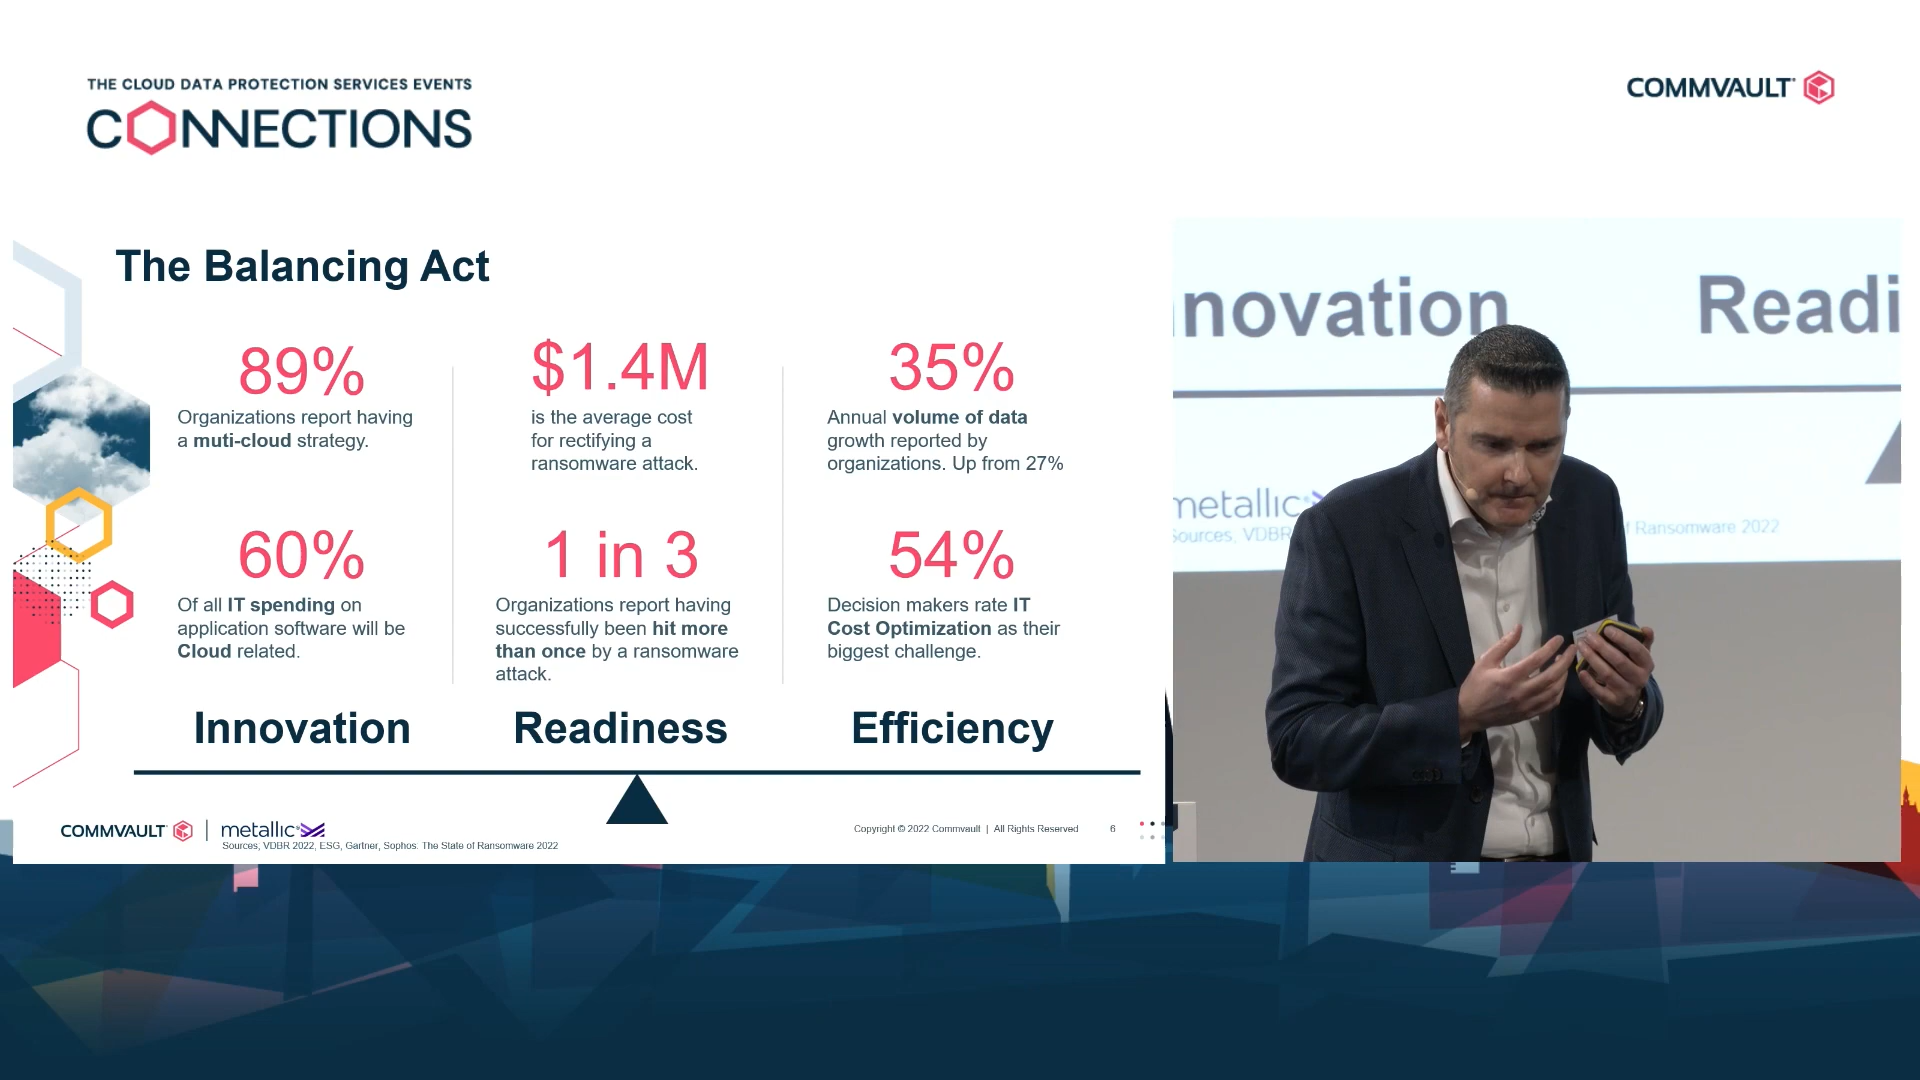 THE CLOUD DATA PROTECTION SERVICES EVENTS
CONNECTIONS
COMMVAULT
The Balancing Act
89%
Organizations report having
a muti-cloud strategy.
60%
Of all IT spending on
application software will be
Cloud related.
Innovation
$1.4M
is the average cost
for rectifying a
ransomware attack.
1 in 3
Organizations report having
successfully been hit more
than once by a ransomware
attack.
Readiness
35%
Annual volume of data
growth reported by
organizations. Up from 27%
54%
Decision makers rate IT
Cost Optimization as their
biggest challenge.
Efficiency
COMMVAULT | metallic
Sources, VDBR 2022, ESG, Gartner, Sophos. The State of Ransomware 2022
Copyright © 2022 Commvault | All Rights Reserved 6
nnovation Readi
metallic
Sources, VDBR f Ransomware 2022